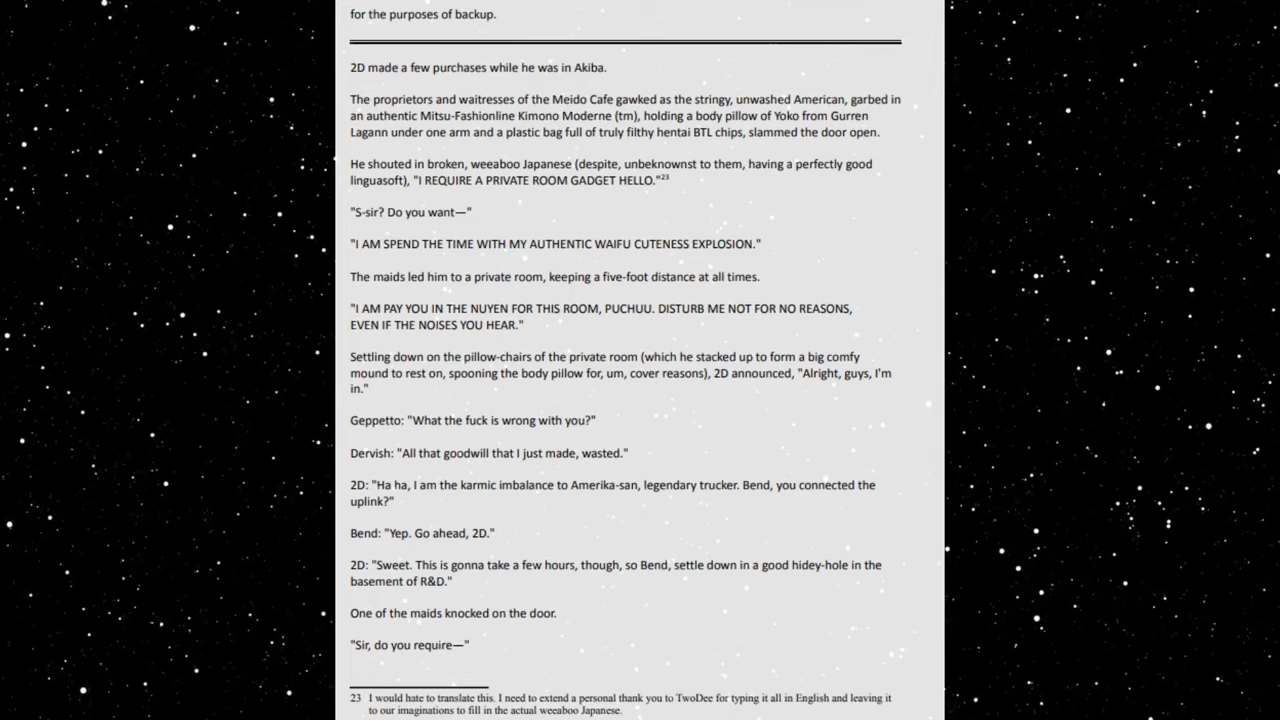 for the purposes of backup.
2D made a few purchases while he was in Akiba.
The proprietors and waitresses of the Meido Cafe gawked as the stringy, unwashed American, garbed in
an authentic Mitsu-Fashionline Kimono Moderne (tm), holding a body pillow of Yoko from Gurren
Lagann under one arm and a plastic bag full of truly filthy hentai BTL chips, slammed the door open.
He shouted in broken, weeaboo Japanese (despite, unbeknownst to them, having a perfectly good
linguasoft), "I REQUIRE A PRIVATE ROOM GADGET HELLO."23
"S-sir? Do you want—"
"I AM SPEND THE TIME WITH MY AUTHENTIC WAIFU CUTENESS EXPLOSION."
The maids led him to a private room, keeping a five-foot distance at all times.
"I AM PAY YOU IN THE NUYEN FOR THIS ROOM, PUCHUU. DISTURB ME NOT FOR NO REASONS,
EVEN IF THE NOISES YOU HEAR."
Settling down on the pillow-chairs of the private room (which he stacked up to form a big comfy
mound to rest on, spooning the body pillow for, um, cover reasons), 2D announced, "Alright, guys, I'm
in."
Geppetto: "What the fuck is wrong with you?"
Dervish: "All that goodwill that I just made, wasted."
2D: "Ha ha, I am the karmic imbalance to Amerika-san, legendary trucker. Bend, you connected the
uplink?"
Bend: "Yep. Go ahead, 2D."
2D: "Sweet. This is gonna take a few hours, though, so Bend, settle down in a good hidey-hole in the
basement of R&D."
One of the maids knocked on the door.
"Sir, do you require—"
23 I would hate to translate this. I need to extend a personal thank you to TwoDee for typing it all in English and leaving it
to our imaginations to fill in the actual weeaboo Japanese.